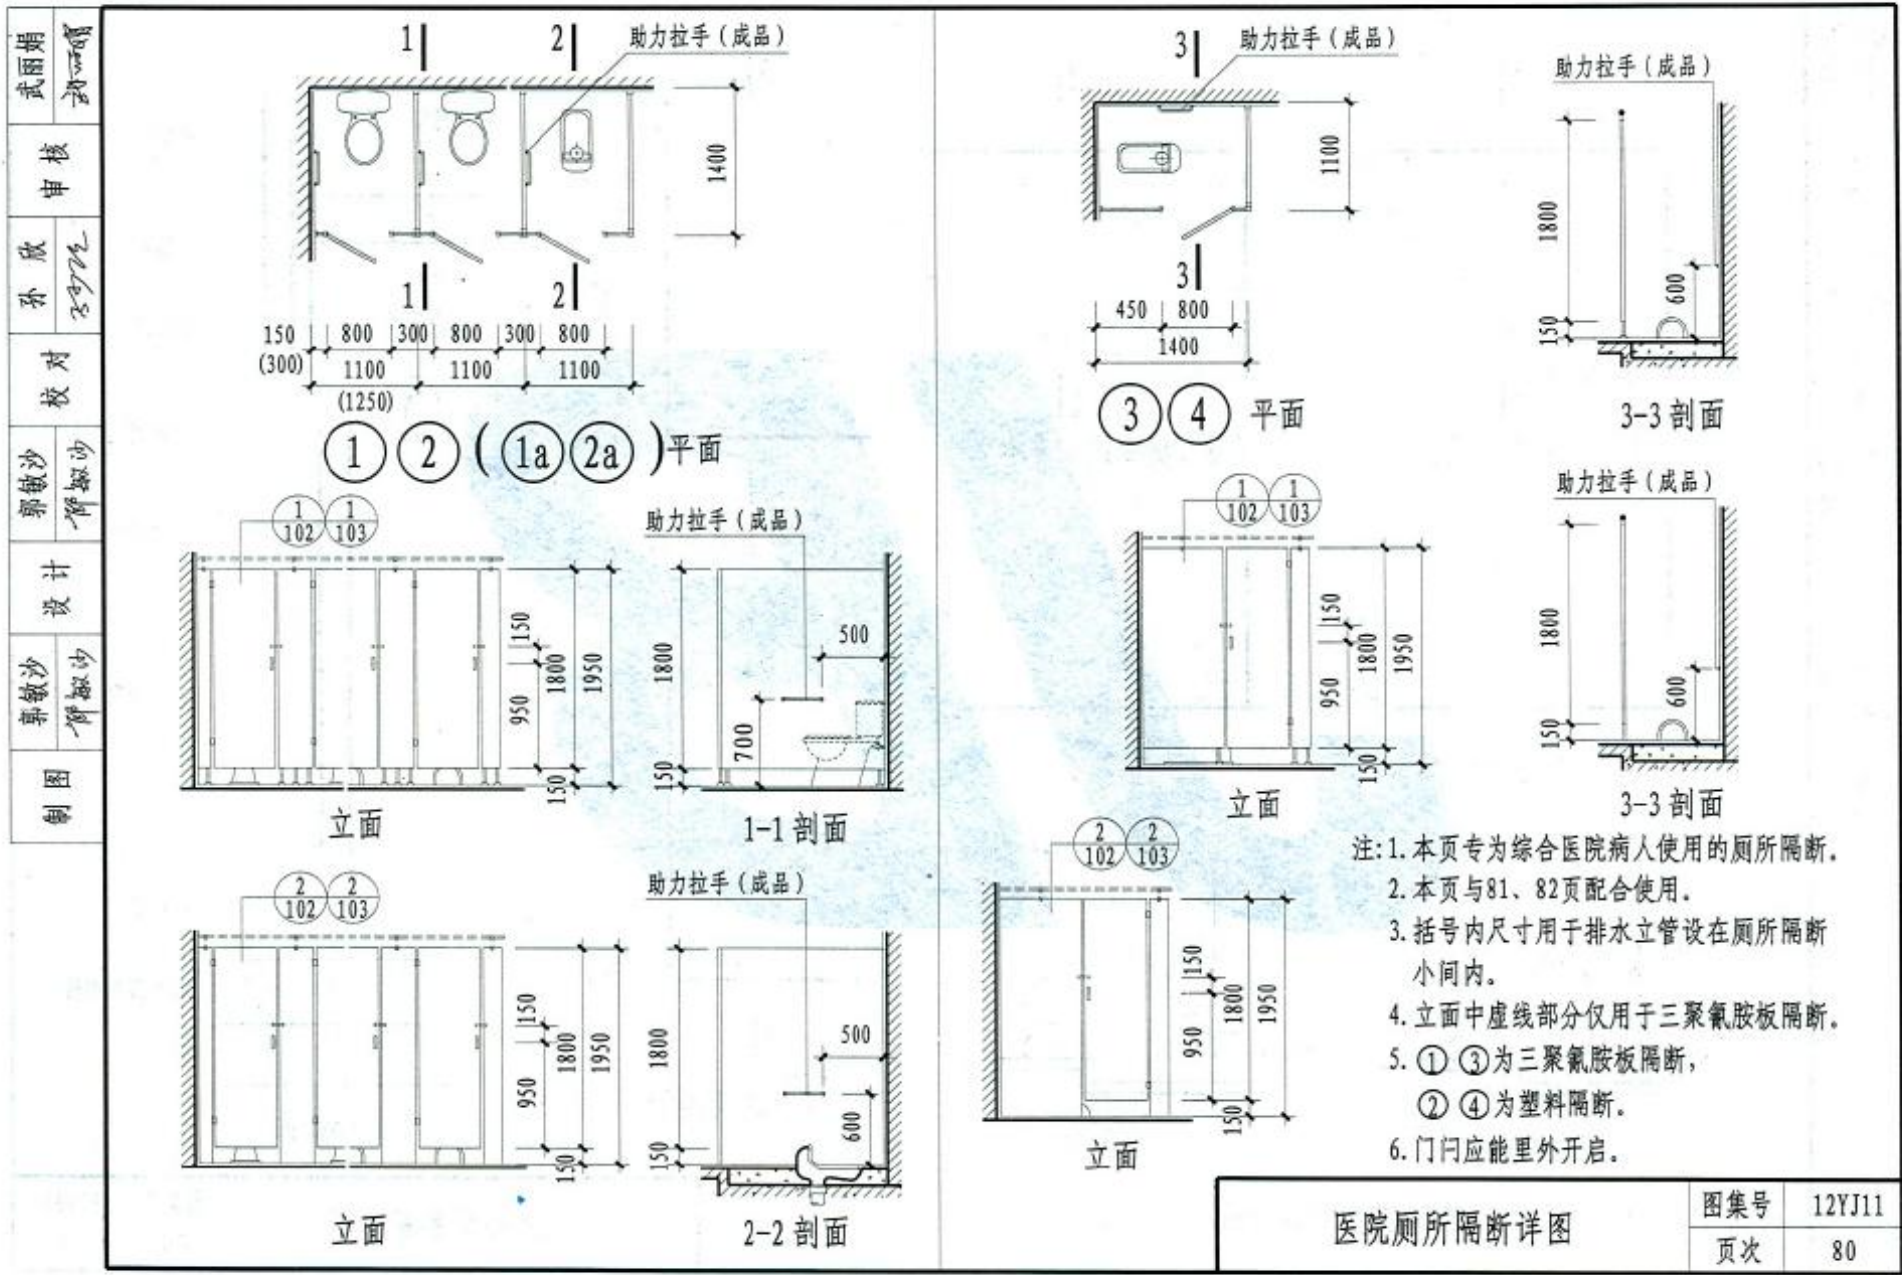 武丽娟
审核
孙欣
校对
郭敏沙
设计
郭敏沙
制图
1
2
助力拉手（成品）
1400
1
2
150 800 300 800 300 800
(300) 1100 1100 1100
(1250)
① ② ( 1a 2a ) 平面
3
助力拉手（成品）
1100
3
450 800
1400
③ ④ 平面
助力拉手（成品）
1800
600
150
3-3 剖面
1/102 1/103
150
950
1800
1950
150
立面
助力拉手（成品）
500
1800
700
150
1-1 剖面
1/102 1/103
150
950
1800
1950
150
立面
助力拉手（成品）
1800
600
150
3-3 剖面
2/102 2/103
150
950
1800
1950
150
立面
助力拉手（成品）
500
1800
600
150
2-2 剖面
2/102 2/103
150
950
1800
1950
150
立面
注:1.本页专为综合医院病人使用的厕所隔断。
2.本页与81、82页配合使用。
3.括号内尺寸用于排水立管设在厕所隔断
小间内。
4.立面中虚线部分仅用于三聚氰胺板隔断。
5.① ③为三聚氰胺板隔断，
② ④为塑料隔断。
6.门闩应能里外开启。
医院厕所隔断详图
图集号 12YJ11
页次 80